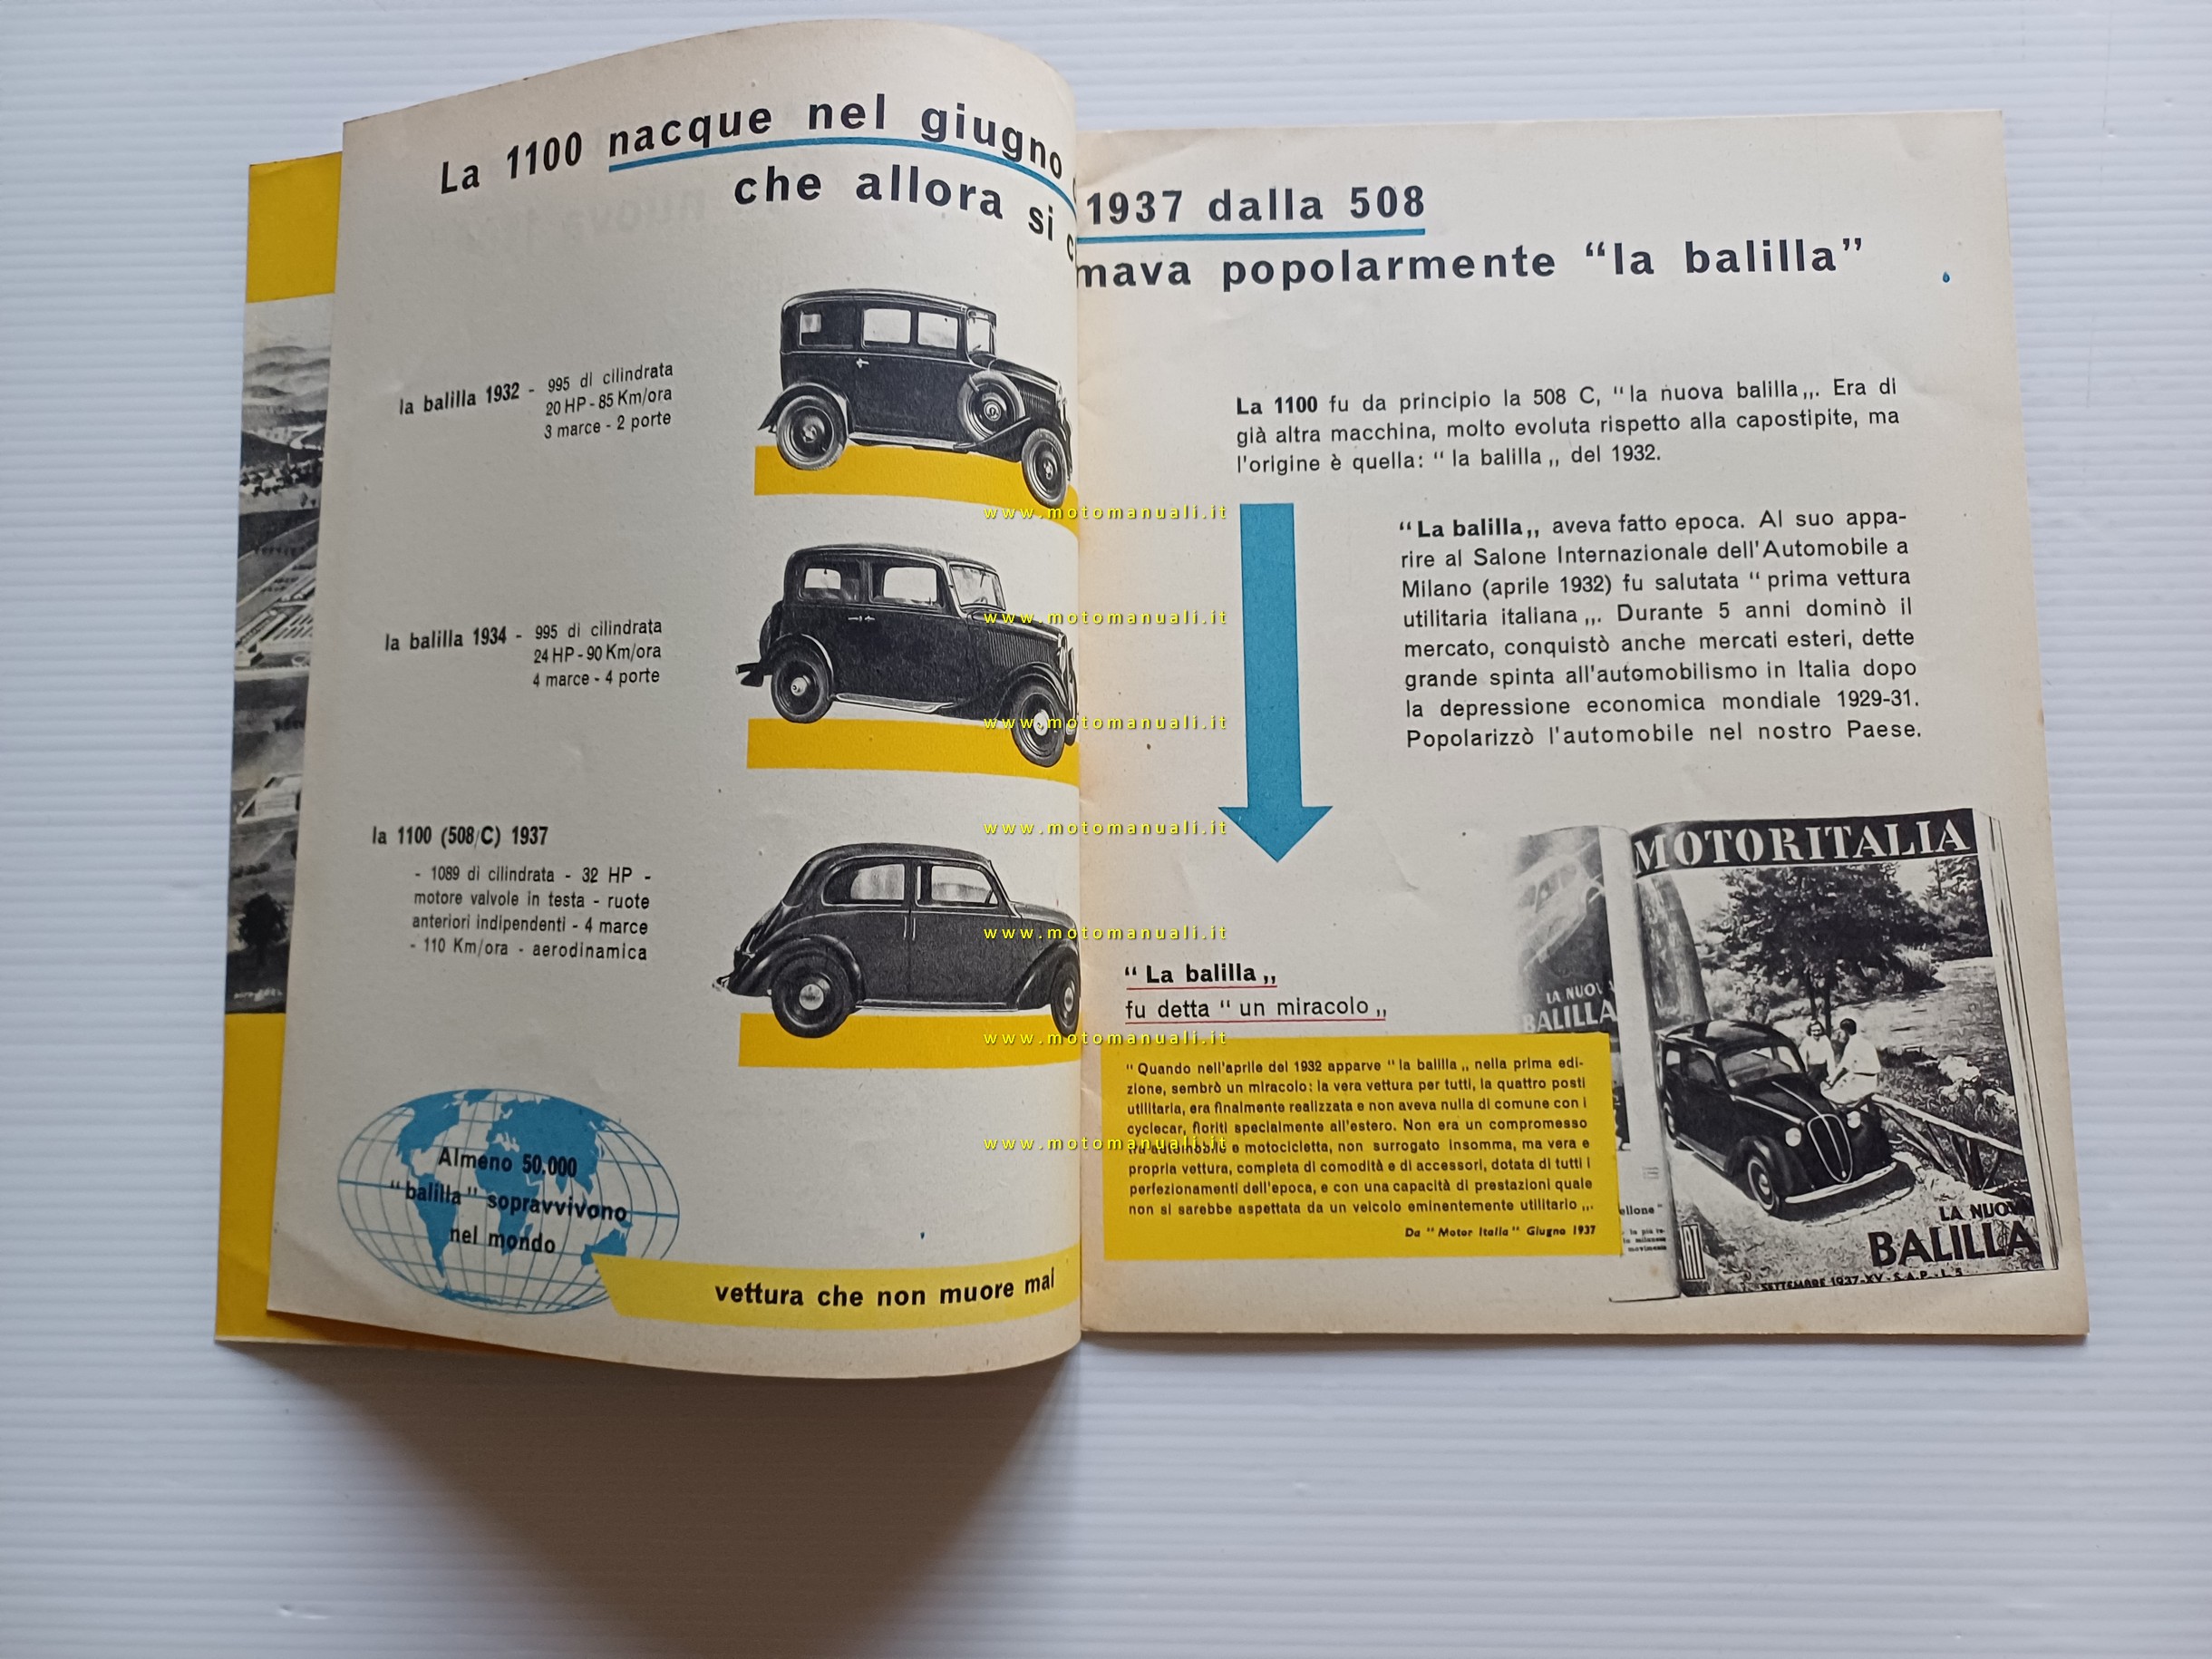 La 1100 nacque nel giugno
che allora si c
la balilla 1932 - 995 di cilindrata
20 HP - 85 Km/ora
3 marce - 2 porte
la balilla 1934 - 995 di cilindrata
24 HP - 90 Km/ora
4 marce - 4 porte
la 1100 (508/C) 1937
- 1089 di cilindrata - 32 HP -
motore valvole in testa - ruote
anteriori indipendenti - 4 marce
- 110 Km/ora - aerodinamica
Almeno 50.000
“balilla” sopravvivono
nel mondo
vettura che non muore mai
1937 dalla 508
mava popolarmente “la balilla”
La 1100 fu da principio la 508 C, “la nuova balilla„. Era di
già altra macchina, molto evoluta rispetto alla capostipite, ma
l'origine è quella: “ la balilla „ del 1932.
“ La balilla„ aveva fatto epoca. Al suo appa-
rire al Salone Internazionale dell'Automobile a
Milano (aprile 1932) fu salutata “ prima vettura
utilitaria italiana„. Durante 5 anni dominò il
mercato, conquistò anche mercati esteri, dette
grande spinta all'automobilismo in Italia dopo
la depressione economica mondiale 1929-31.
Popolarizzò l'automobile nel nostro Paese.
“ La balilla„
fu detta “ un miracolo„
“ Quando nell'aprile del 1932 apparve “ la balilla„ nella prima edi-
zione, sembrò un miracolo: la vera vettura per tutti, la quattro posti
utilitaria, era finalmente realizzata e non aveva nulla di comune con i
cyclecar, fioriti specialmente all'estero. Non era un compromesso
fra automobile e motocicletta, non surrogato insomma, ma vera e
propria vettura, completa di comodità e di accessori, dotata di tutti i
perfezionamenti dell'epoca, e con una capacità di prestazioni quale
non si sarebbe aspettata da un veicolo eminentemente utilitario„.
Da “ Motor Italia “ Giugno 1937
LA NUOV
BALILLA
ellone"
MOTORITALIA
LA NUOVA
BALILLA
FIAT
SETTEMBRE 1937-XV - S.A.P. - L. 5
www.motomanuali.it
www.motomanuali.it
www.motomanuali.it
www.motomanuali.it
www.motomanuali.it
www.motomanuali.it
www.motomanuali.it